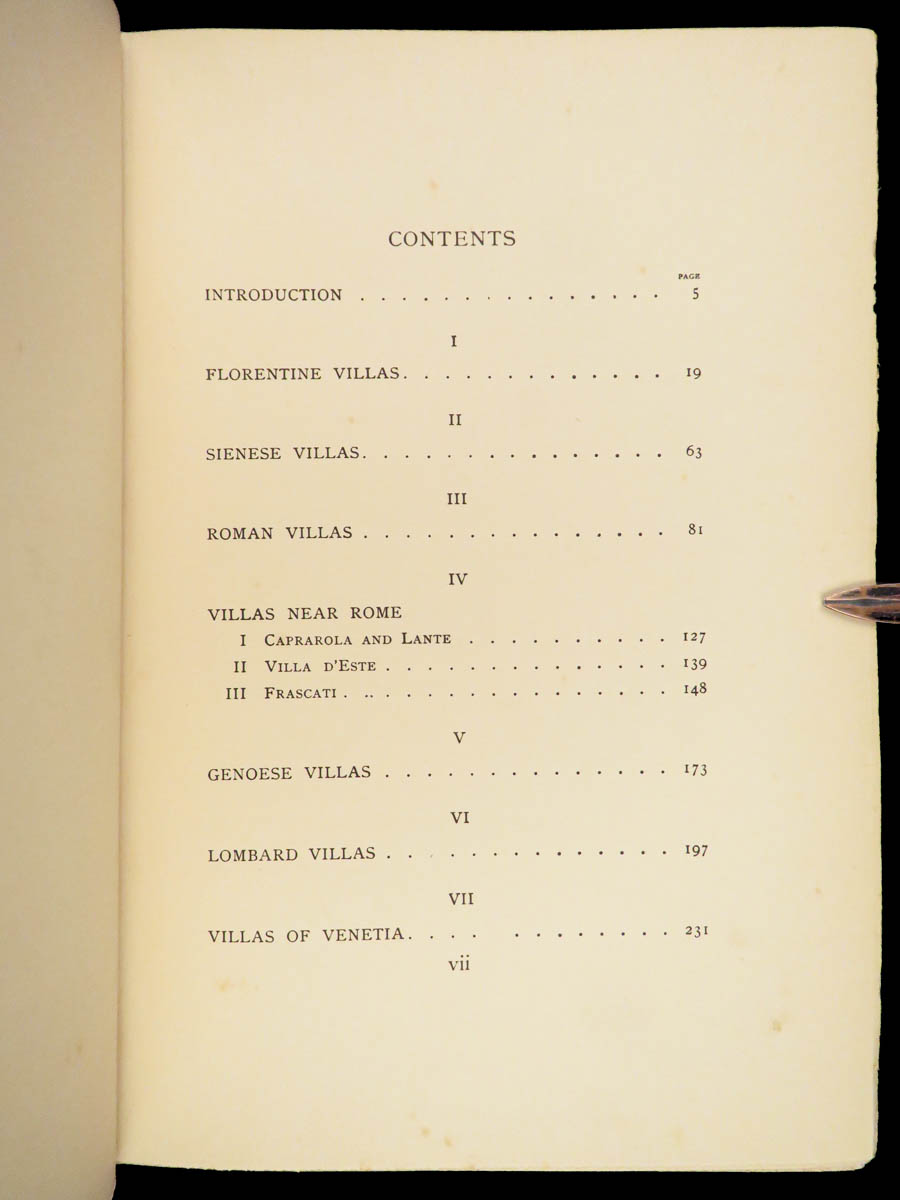 CONTENTS
PAGE
INTRODUCTION . . . . . . . . . . . . . . . 5
I
FLORENTINE VILLAS. . . . . . . . . . . . . 19
II
SIENESE VILLAS. . . . . . . . . . . . . . . 63
III
ROMAN VILLAS . . . . . . . . . . . . . . . 81
IV
VILLAS NEAR ROME
I CAPRAROLA AND LANTE . . . . . . . . . . 127
II VILLA D'ESTE . . . . . . . . . . . . . . 139
III FRASCATI . .. . . . . . . . . . . . . . . 148
V
GENOESE VILLAS . . . . . . . . . . . . . . 173
VI
LOMBARD VILLAS . . . . . . . . . . . . . . 197
VII
VILLAS OF VENETIA. . . . . . . . . . . . 231
vii